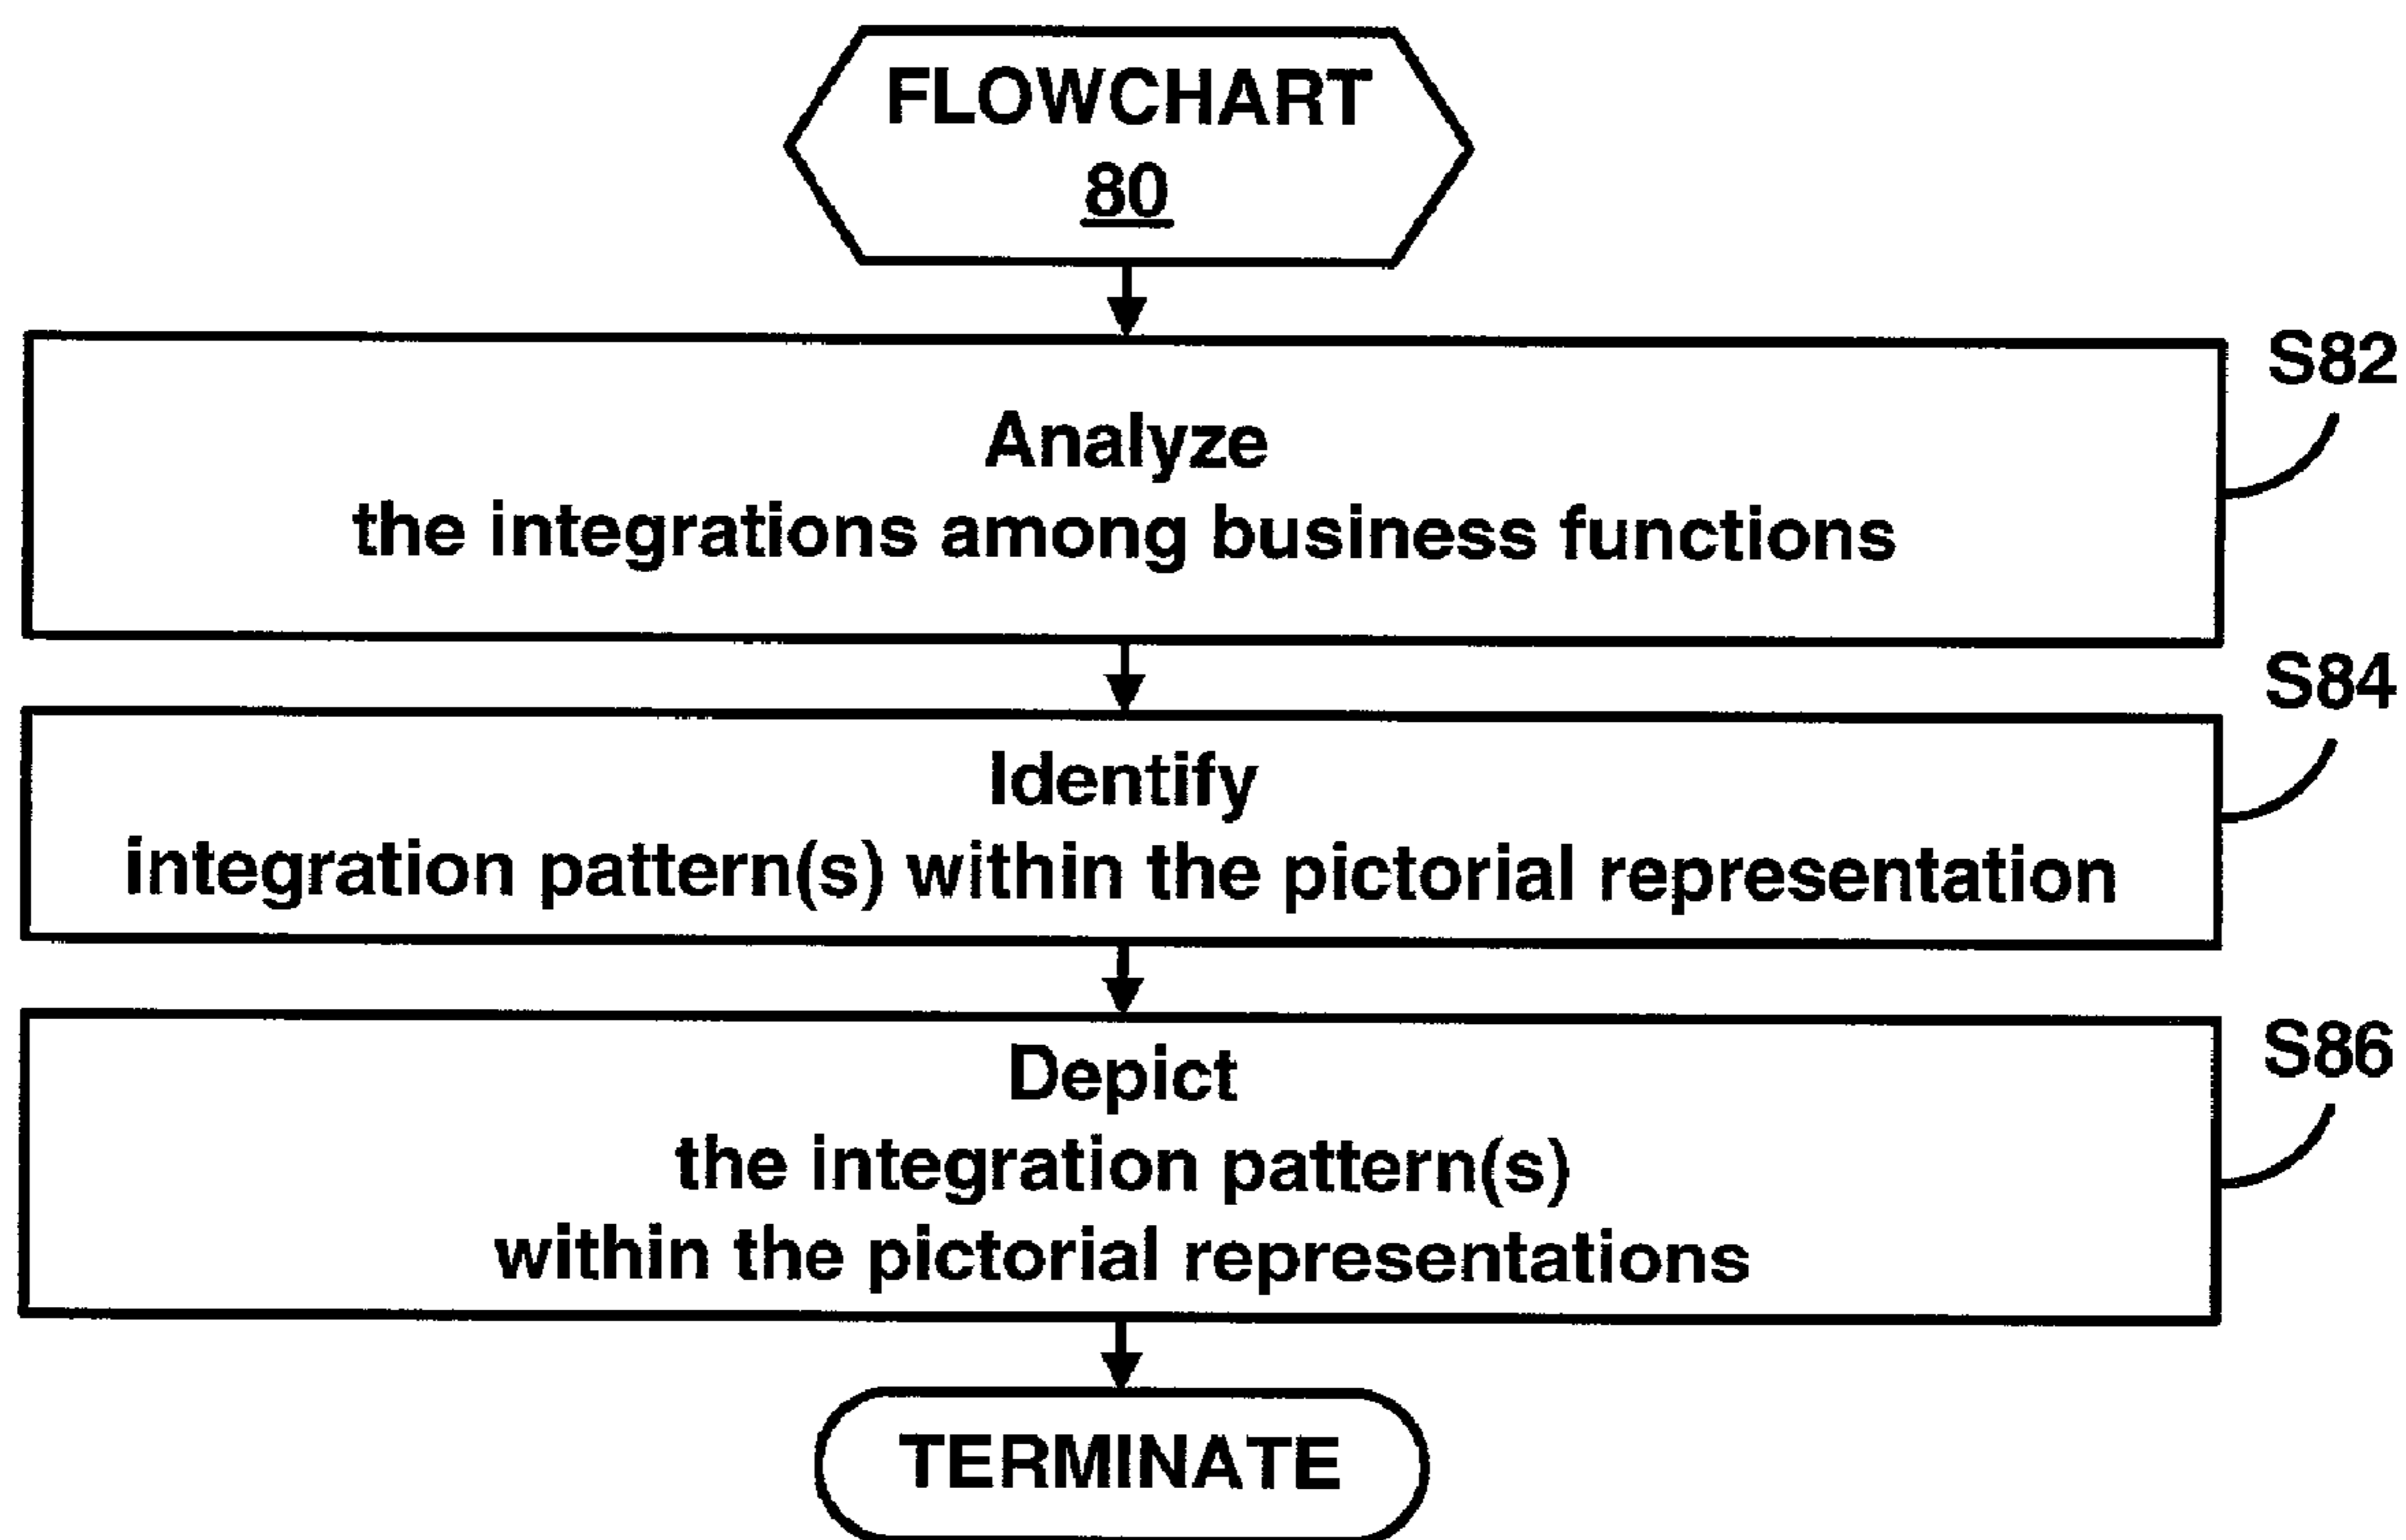 FLOWCHART
80
S82
Analyze
the integrations among business functions
S84
Identify
integration pattern(s) within the pictorial representation
S86
Depict
the integration pattern(s)
within the pictorial representations
TERMINATE